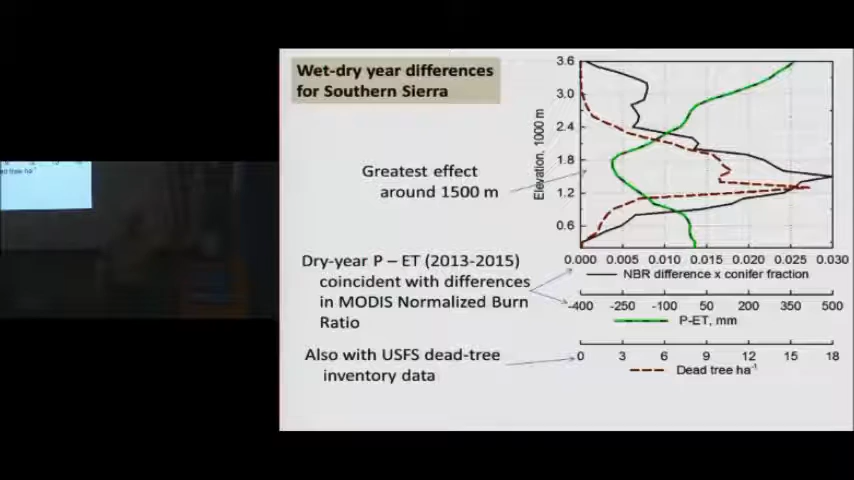 Wet-dry year differences
for Southern Sierra
Greatest effect
around 1500 m
Dry-year P – ET (2013-2015)
coincident with differences
in MODIS Normalized Burn
Ratio
Also with USFS dead-tree
inventory data
Elevation, 1000 m
3.6
3.0
2.4
1.8
1.2
0.6
0.000 0.005 0.010 0.015 0.020 0.025 0.030
NBR difference x conifer fraction
-400 -250 -100 50 200 350 500
P-ET, mm
0 3 6 9 12 15 18
Dead tree ha⁻¹